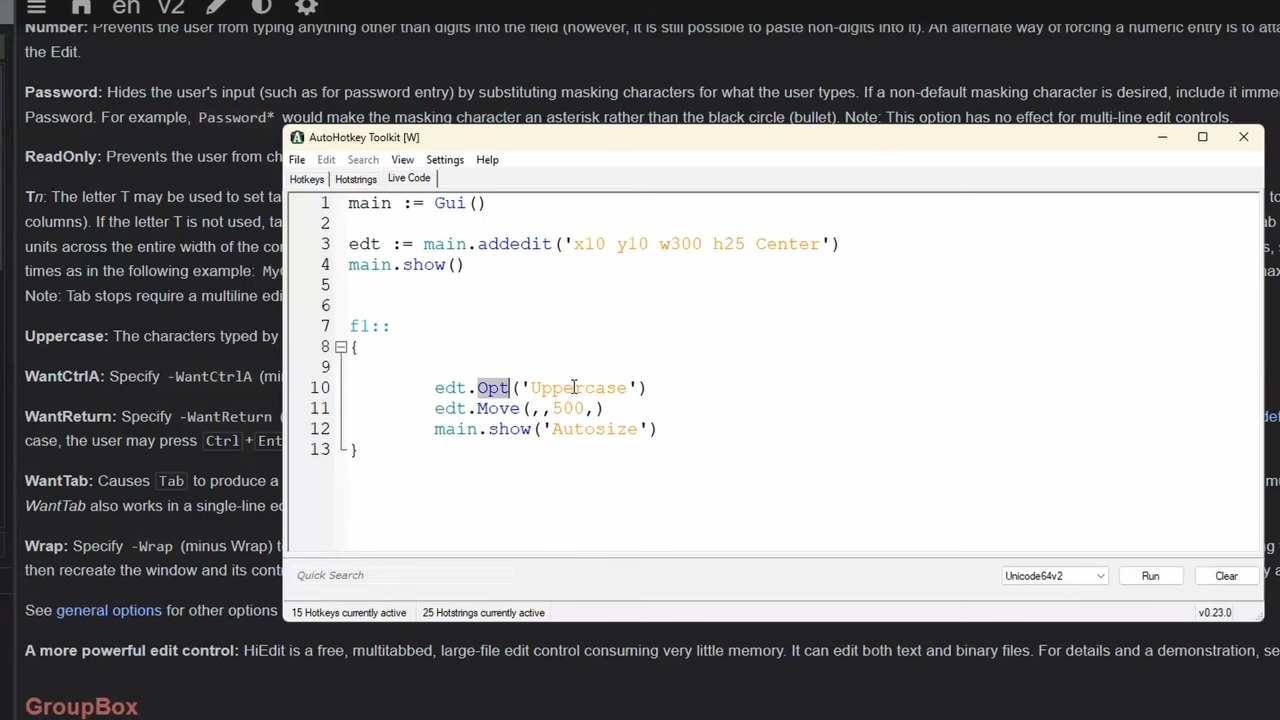 en v2
Number: Prevents the user from typing anything other than digits into the field (however, it is still possible to paste non-digits into it). An alternate way of forcing a numeric entry is to
the Edit.
Password: Hides the user's input (such as for password entry) by substituting masking characters for what the user types. If a non-default masking character is desired, include it
Password. For example, Password* would make the masking character an asterisk rather than the black circle (bullet). Note: This option has no effect for multi-line edit controls.
AutoHotkey Toolkit [W]
File Edit Search View Settings Help
Hotkeys Hotstrings Live Code
1 main := Gui()
2
3 edt := main.addedit('x10 y10 w300 h25 Center')
4 main.show()
5
6
7 f1::
8 {
9
10 edt.Opt('Uppercase')
11 edt.Move(,,500,)
12 main.show('Autosize')
13 }
Quick Search
Unicode64v2 Run Clear
15 Hotkeys currently active 25 Hotstrings currently active v0.23.0
ReadOnly: Prevents the user from
Tn: The letter T may be used to set
columns). If the letter T is not used,
units across the entire width of the
times as in the following example:
Note: Tab stops require a multiline
Uppercase: The characters typed by
WantCtrlA: Specify -WantCtrlA
WantReturn: Specify -WantReturn
case, the user may press Ctrl +
WantTab: Causes Tab to produce a
WantTab also works in a single-line
Wrap: Specify -Wrap (minus Wrap)
then recreate the window and its
See general options for other options
A more powerful edit control: HiEdit is a free, multitabbed, large-file edit control consuming very little memory. It can edit both text and binary files. For details and a demonstration,
GroupBox